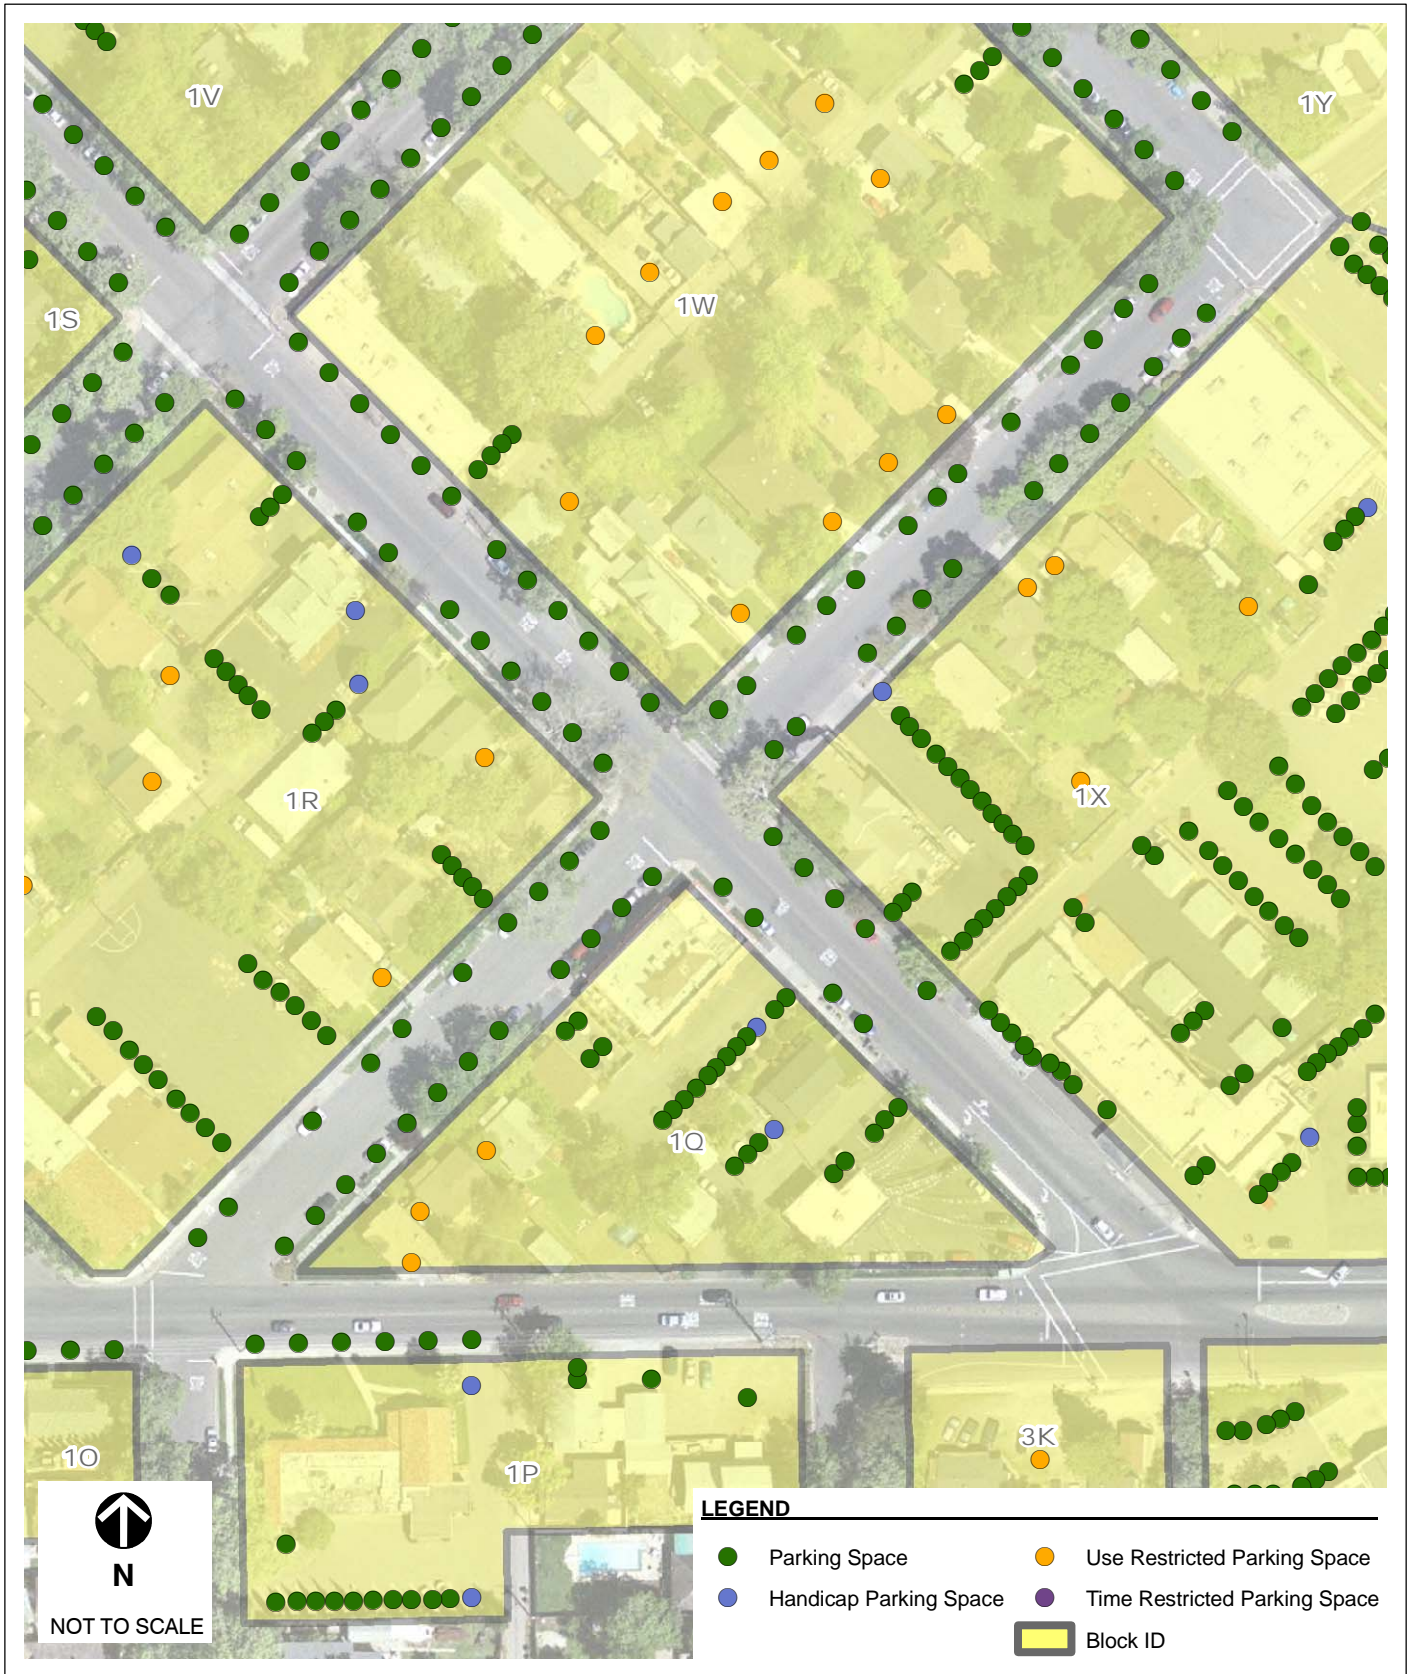 1V
1Y
1S
1W
1R
1X
1Q
1O
1P
3K
N
NOT TO SCALE
LEGEND
Parking Space
Use Restricted Parking Space
Handicap Parking Space
Time Restricted Parking Space
Block ID